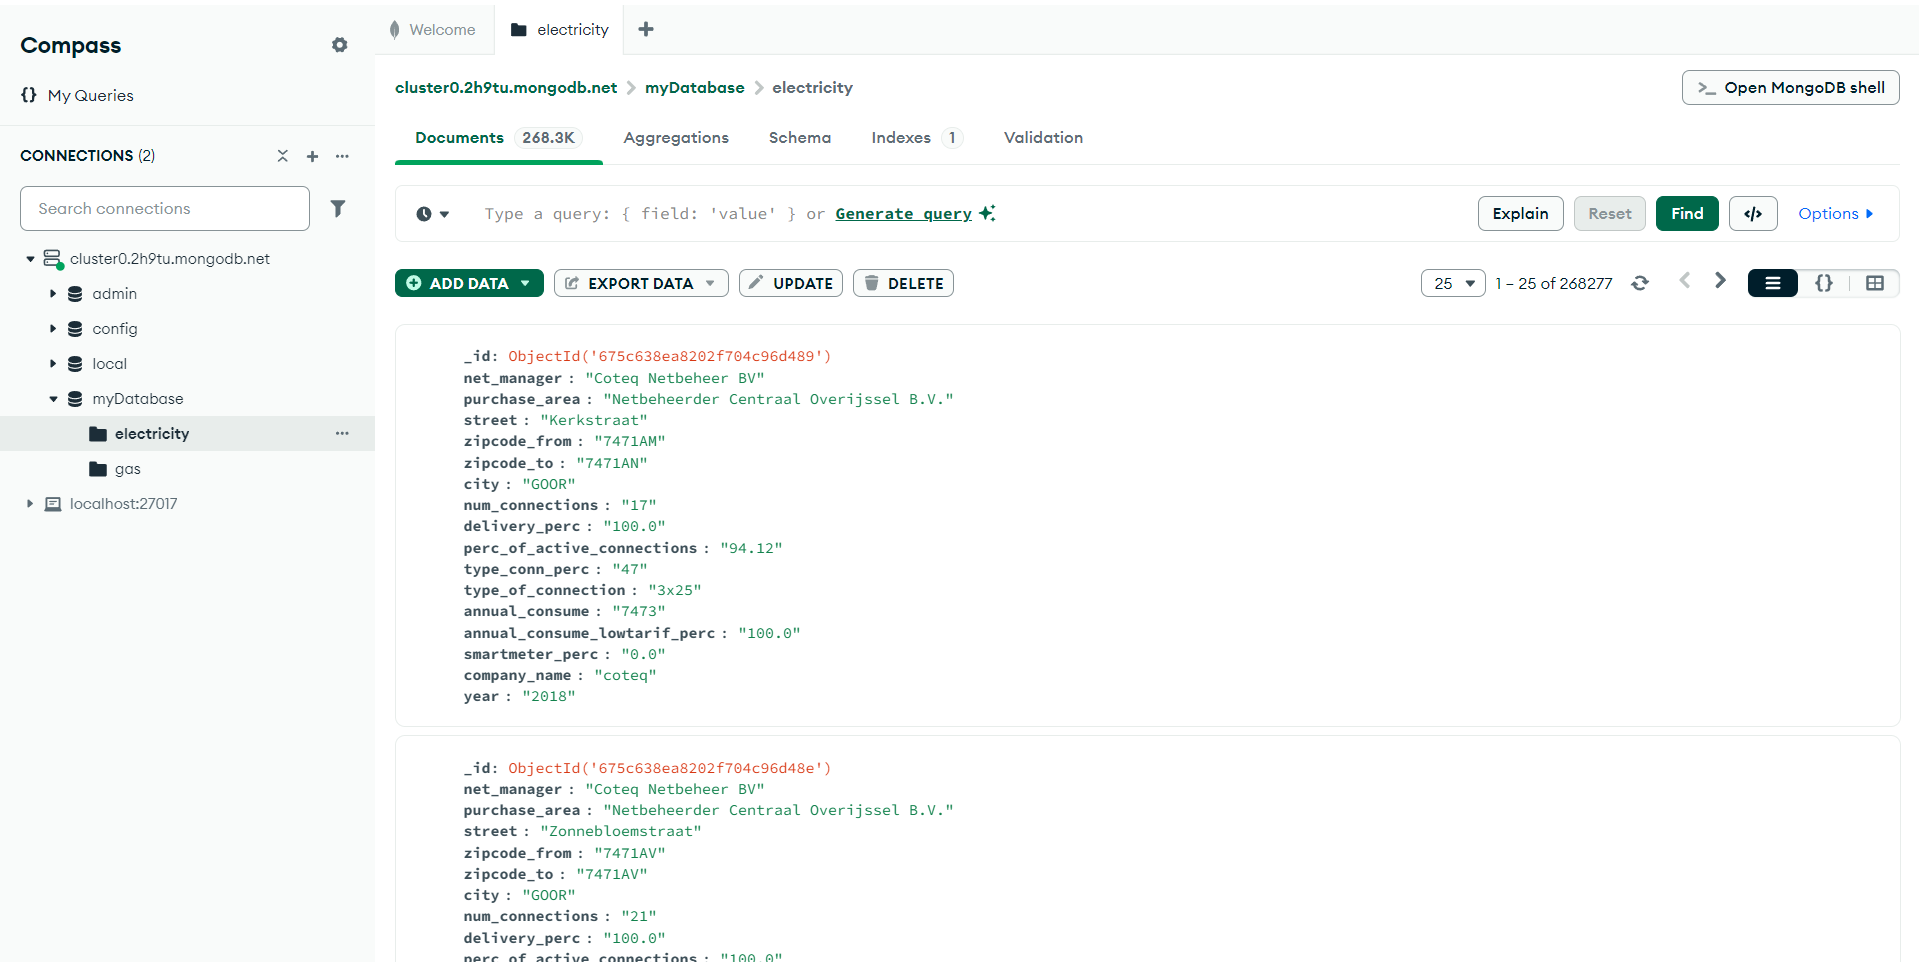 Compass
{} My Queries
CONNECTIONS (2)
Search connections
cluster0.2h9tu.mongodb.net
admin
config
local
myDatabase
electricity
gas
localhost:27017
Welcome
electricity
cluster0.2h9tu.mongodb.net > myDatabase > electricity
>_ Open MongoDB shell
Documents 268.3K Aggregations Schema Indexes 1 Validation
Type a query: { field: 'value' } or Generate query
Explain Reset Find </> Options
ADD DATA EXPORT DATA UPDATE DELETE
25 1 – 25 of 268277 {}
_id: ObjectId('675c638ea8202f704c96d489')
net_manager : "Coteq Netbeheer BV"
purchase_area : "Netbeheerder Centraal Overijssel B.V."
street : "Kerkstraat"
zipcode_from : "7471AM"
zipcode_to : "7471AN"
city : "GOOR"
num_connections : "17"
delivery_perc : "100.0"
perc_of_active_connections : "94.12"
type_conn_perc : "47"
type_of_connection : "3x25"
annual_consume : "7473"
annual_consume_lowtarif_perc : "100.0"
smartmeter_perc : "0.0"
company_name : "coteq"
year : "2018"
_id: ObjectId('675c638ea8202f704c96d48e')
net_manager : "Coteq Netbeheer BV"
purchase_area : "Netbeheerder Centraal Overijssel B.V."
street : "Zonnebloemstraat"
zipcode_from : "7471AV"
zipcode_to : "7471AV"
city : "GOOR"
num_connections : "21"
delivery_perc : "100.0"
perc_of_active_connections : "100.0"